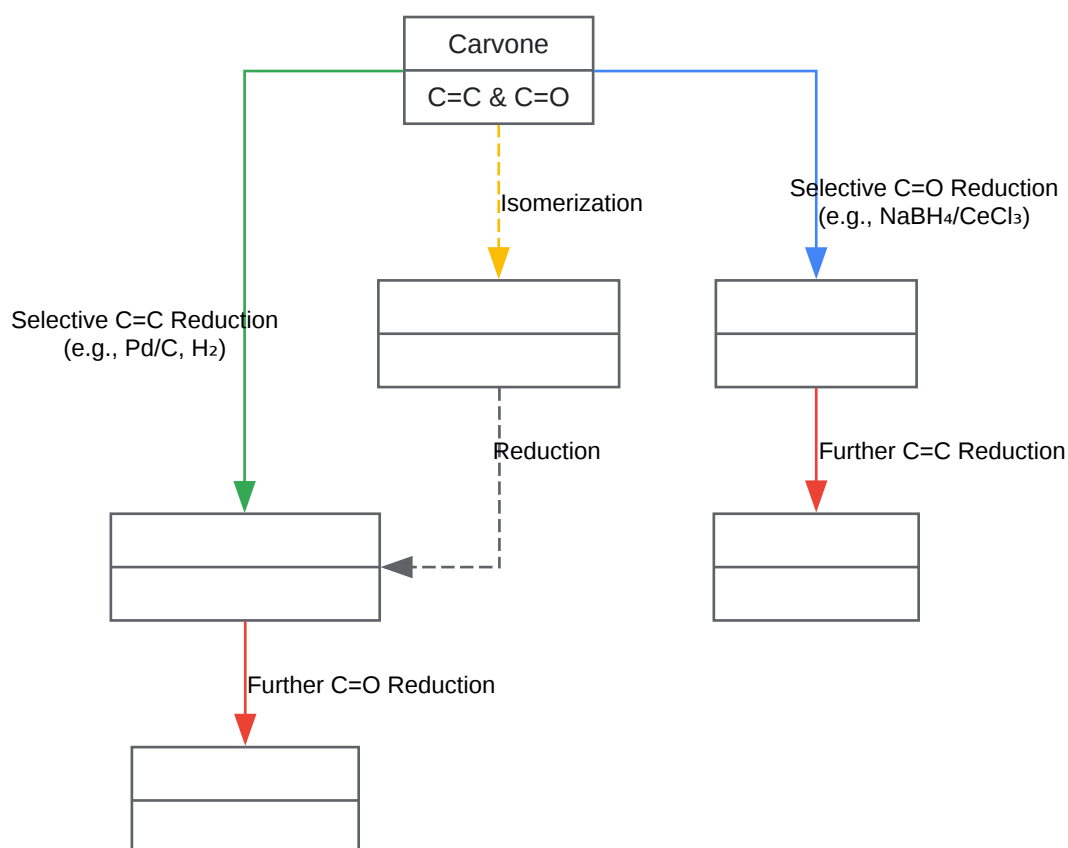 Carvone
C=C & C=O
Isomerization
Selective C=O Reduction
(e.g., NaBH₄/CeCl₃)
Selective C=C Reduction
(e.g., Pd/C, H₂)
Reduction
Further C=C Reduction
Further C=O Reduction